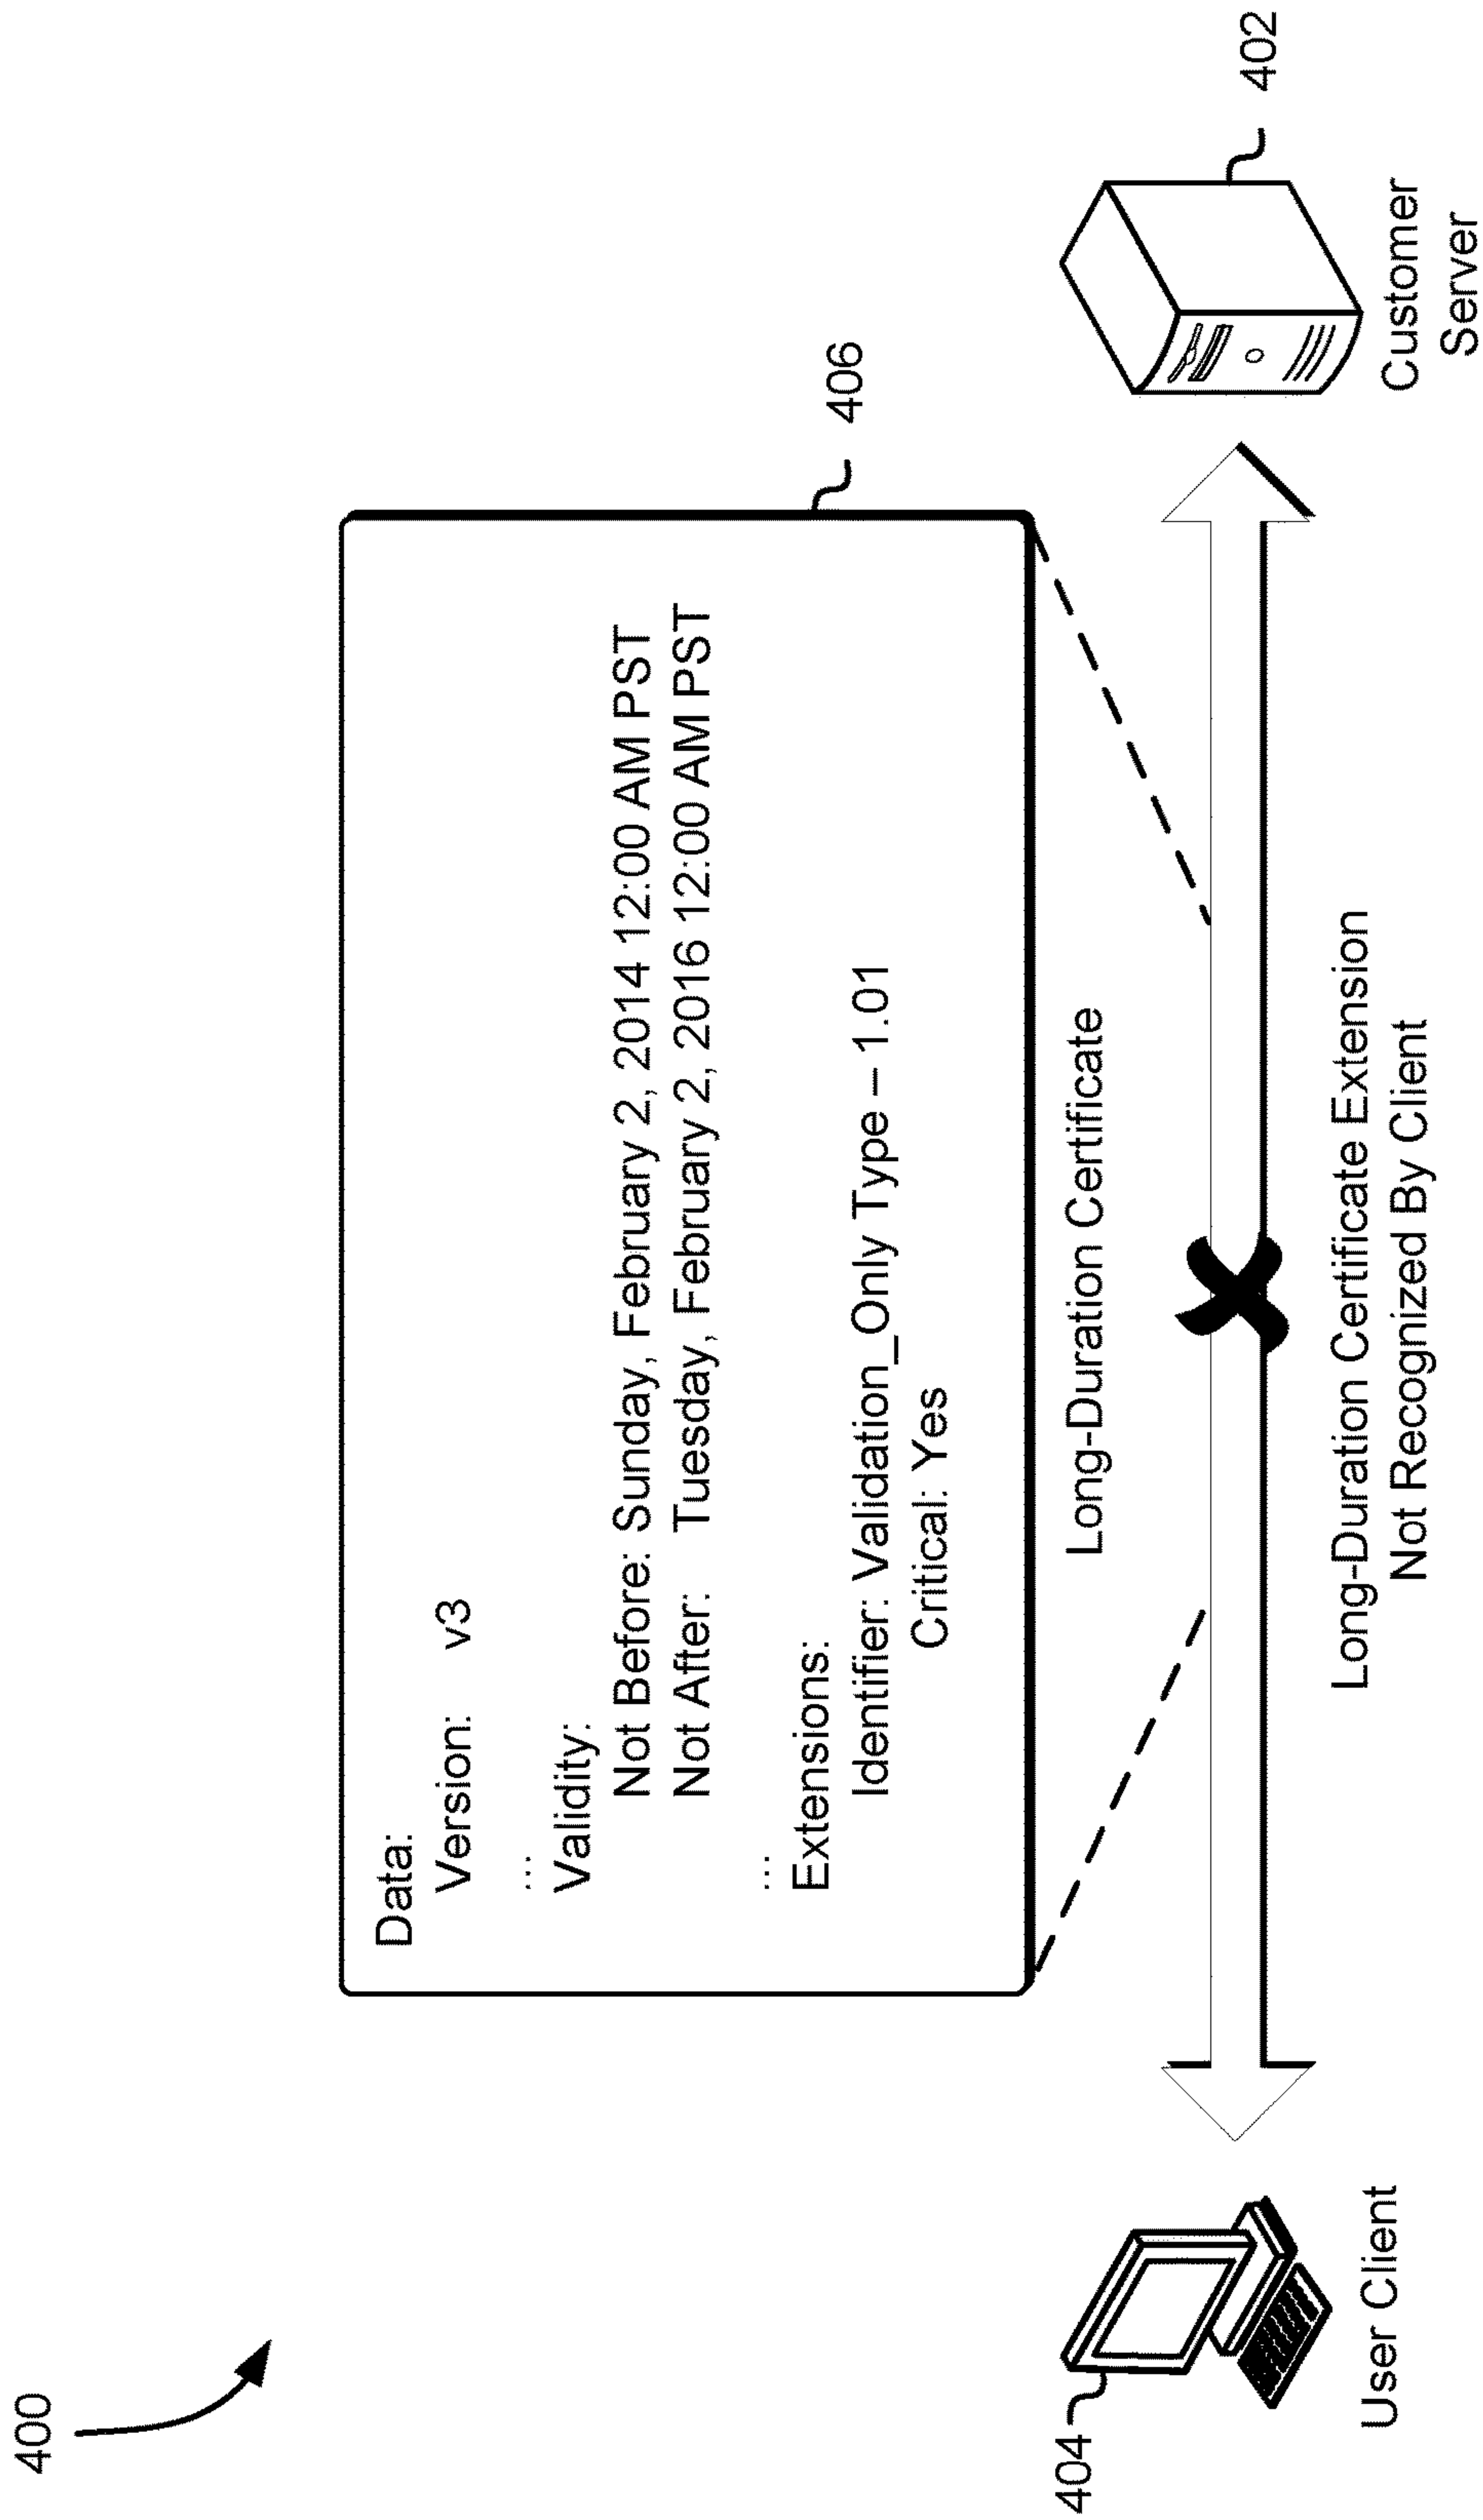 400
Data:
Version: v3
...
Validity:
Not Before: Sunday, February 2, 2014 12:00 AM PST
Not After: Tuesday, February 2, 2016 12:00 AM PST
...
Extensions:
Identifier: Validation_Only Type – 1.01
Critical: Yes
406
Long-Duration Certificate
404
402
User Client
Long-Duration Certificate Extension
Not Recognized By Client
Customer
Server